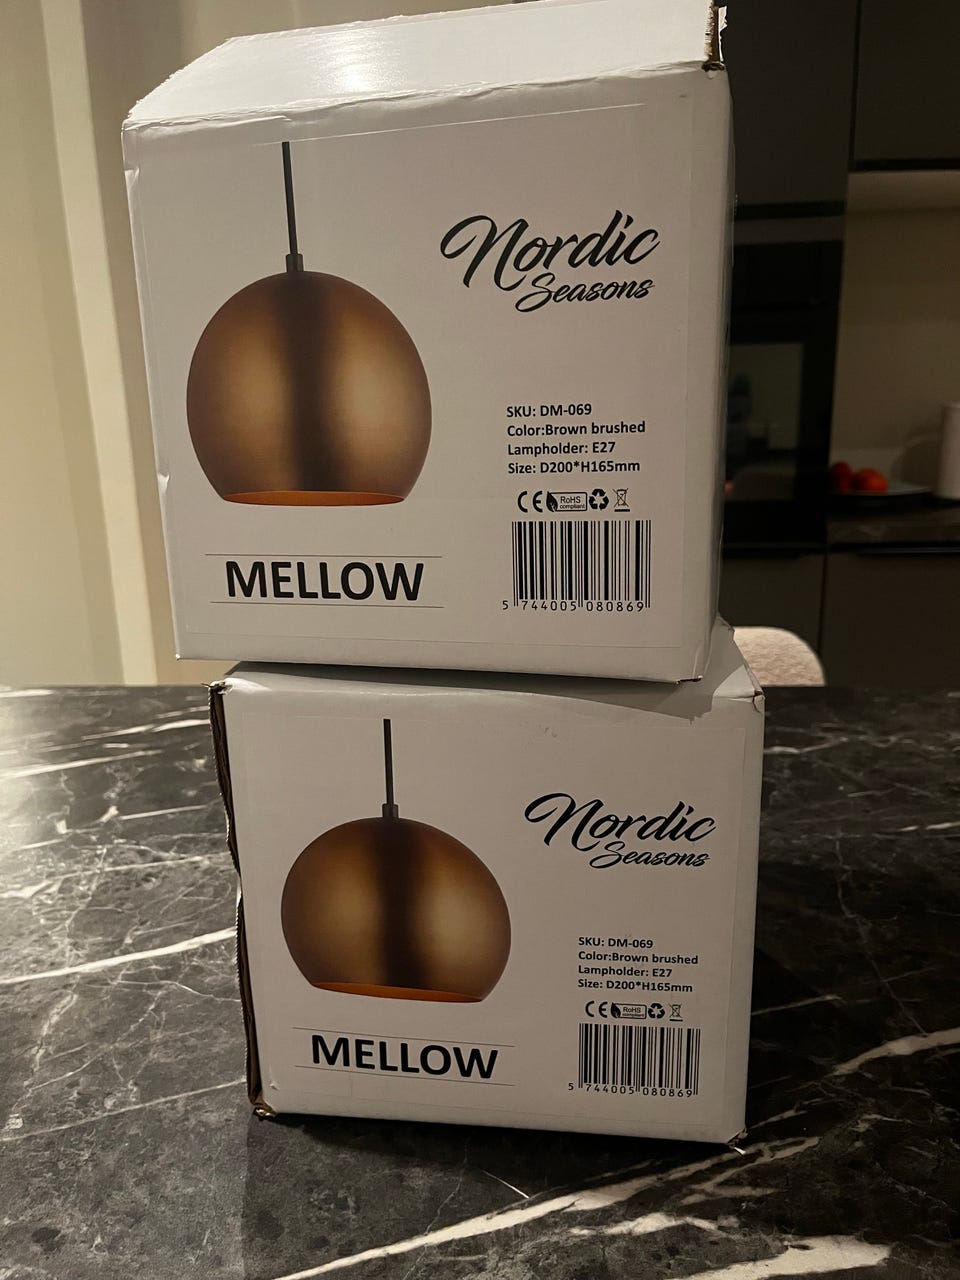 Nordic
Seasons
SKU: DM-069
Color:Brown brushed
Lampholder: E27
Size: D200*H165mm
CE RoHS
compliant
5 744005 080869
MELLOW
Nordic
Seasons
SKU: DM-069
Color:Brown brushed
Lampholder: E27
Size: D200*H165mm
CE RoHS
compliant
5 744005 080869
MELLOW